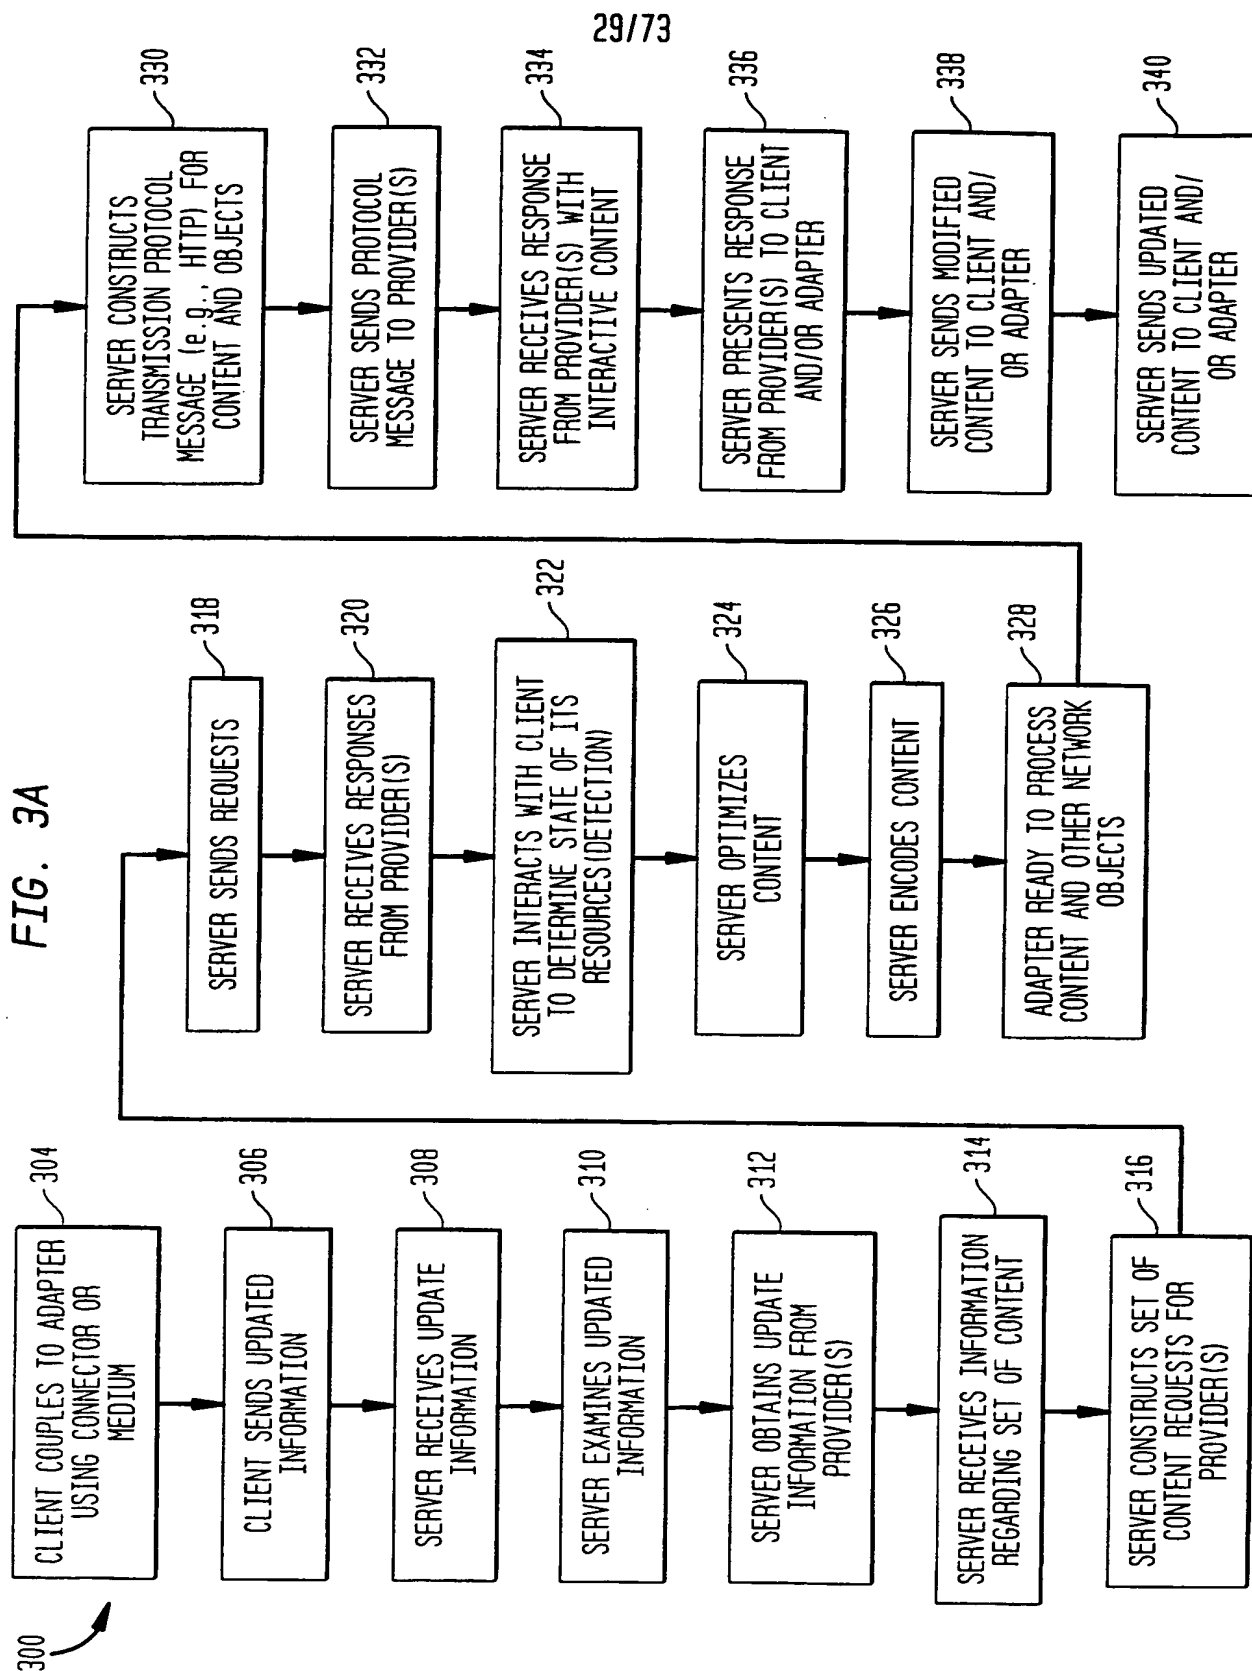 29/73
FIG. 3A
300
304
CLIENT COUPLES TO ADAPTER
USING CONNECTOR OR
MEDIUM
306
CLIENT SENDS UPDATED
INFORMATION
308
SERVER RECEIVES UPDATE
INFORMATION
310
SERVER EXAMINES UPDATED
INFORMATION
312
SERVER OBTAINS UPDATE
INFORMATION FROM
PROVIDER(S)
314
SERVER RECEIVES INFORMATION
REGARDING SET OF CONTENT
316
SERVER CONSTRUCTS SET OF
CONTENT REQUESTS FOR
PROVIDER(S)
318
SERVER SENDS REQUESTS
320
SERVER RECEIVES RESPONSES
FROM PROVIDER(S)
322
SERVER INTERACTS WITH CLIENT
TO DETERMINE STATE OF ITS
RESOURCES(DETECTION)
324
SERVER OPTIMIZES
CONTENT
326
SERVER ENCODES CONTENT
328
ADAPTER READY TO PROCESS
CONTENT AND OTHER NETWORK
OBJECTS
330
SERVER CONSTRUCTS
TRANSMISSION PROTOCOL
MESSAGE (e.g., HTTP) FOR
CONTENT AND OBJECTS
332
SERVER SENDS PROTOCOL
MESSAGE TO PROVIDER(S)
334
SERVER RECEIVES RESPONSE
FROM PROVIDER(S) WITH
INTERACTIVE CONTENT
336
SERVER PRESENTS RESPONSE
FROM PROVIDER(S) TO CLIENT
AND/OR ADAPTER
338
SERVER SENDS MODIFIED
CONTENT TO CLIENT AND/
OR ADAPTER
340
SERVER SENDS UPDATED
CONTENT TO CLIENT AND/
OR ADAPTER